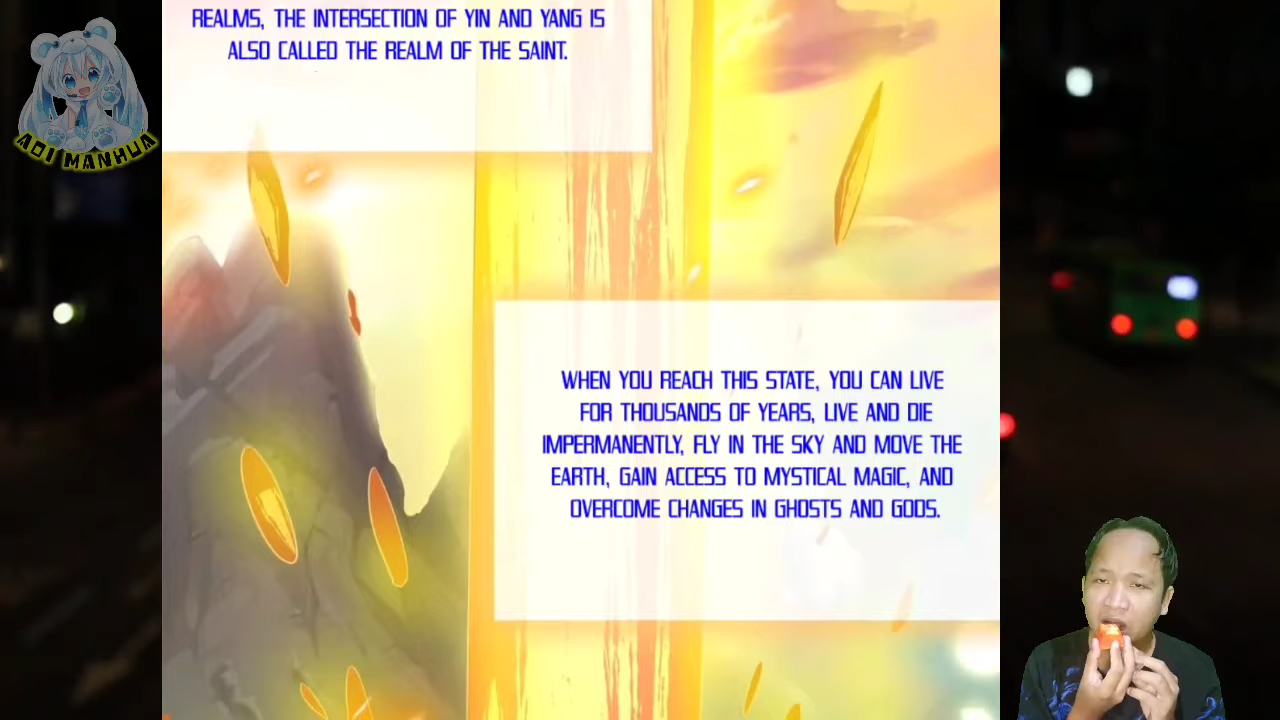 AOI MANHUA
REALMS, THE INTERSECTION OF YIN AND YANG IS
ALSO CALLED THE REALM OF THE SAINT.
WHEN YOU REACH THIS STATE, YOU CAN LIVE
FOR THOUSANDS OF YEARS, LIVE AND DIE
IMPERMANENTLY, FLY IN THE SKY AND MOVE THE
EARTH, GAIN ACCESS TO MYSTICAL MAGIC, AND
OVERCOME CHANGES IN GHOSTS AND GODS.